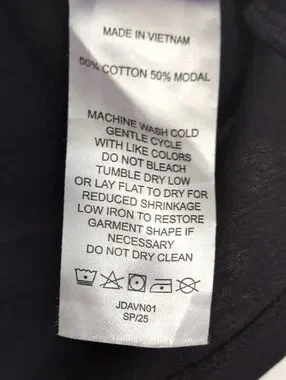 MADE IN VIETNAM
50% COTTON 50% MODAL
MACHINE WASH COLD
GENTLE CYCLE
WITH LIKE COLORS
DO NOT BLEACH
TUMBLE DRY LOW
OR LAY FLAT TO DRY FOR
REDUCED SHRINKAGE
LOW IRON TO RESTORE
GARMENT SHAPE IF
NECESSARY
DO NOT DRY CLEAN
JDAVN01
SP/25